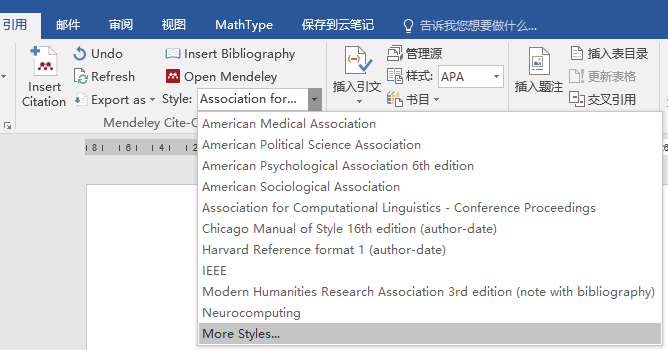 引用 邮件 审阅 视图 MathType 保存到云笔记 告诉我您想要做什么...
Insert Citation
Undo
Refresh
Export as
Insert Bibliography
Open Mendeley
Style: Association for...
Mendeley Cite-O
插入引文
管理源
样式: APA
书目
插入题注
插入表目录
更新表格
交叉引用
8 6 4 2
26
American Medical Association
American Political Science Association
American Psychological Association 6th edition
American Sociological Association
Association for Computational Linguistics - Conference Proceedings
Chicago Manual of Style 16th edition (author-date)
Harvard Reference format 1 (author-date)
IEEE
Modern Humanities Research Association 3rd edition (note with bibliography)
Neurocomputing
More Styles...